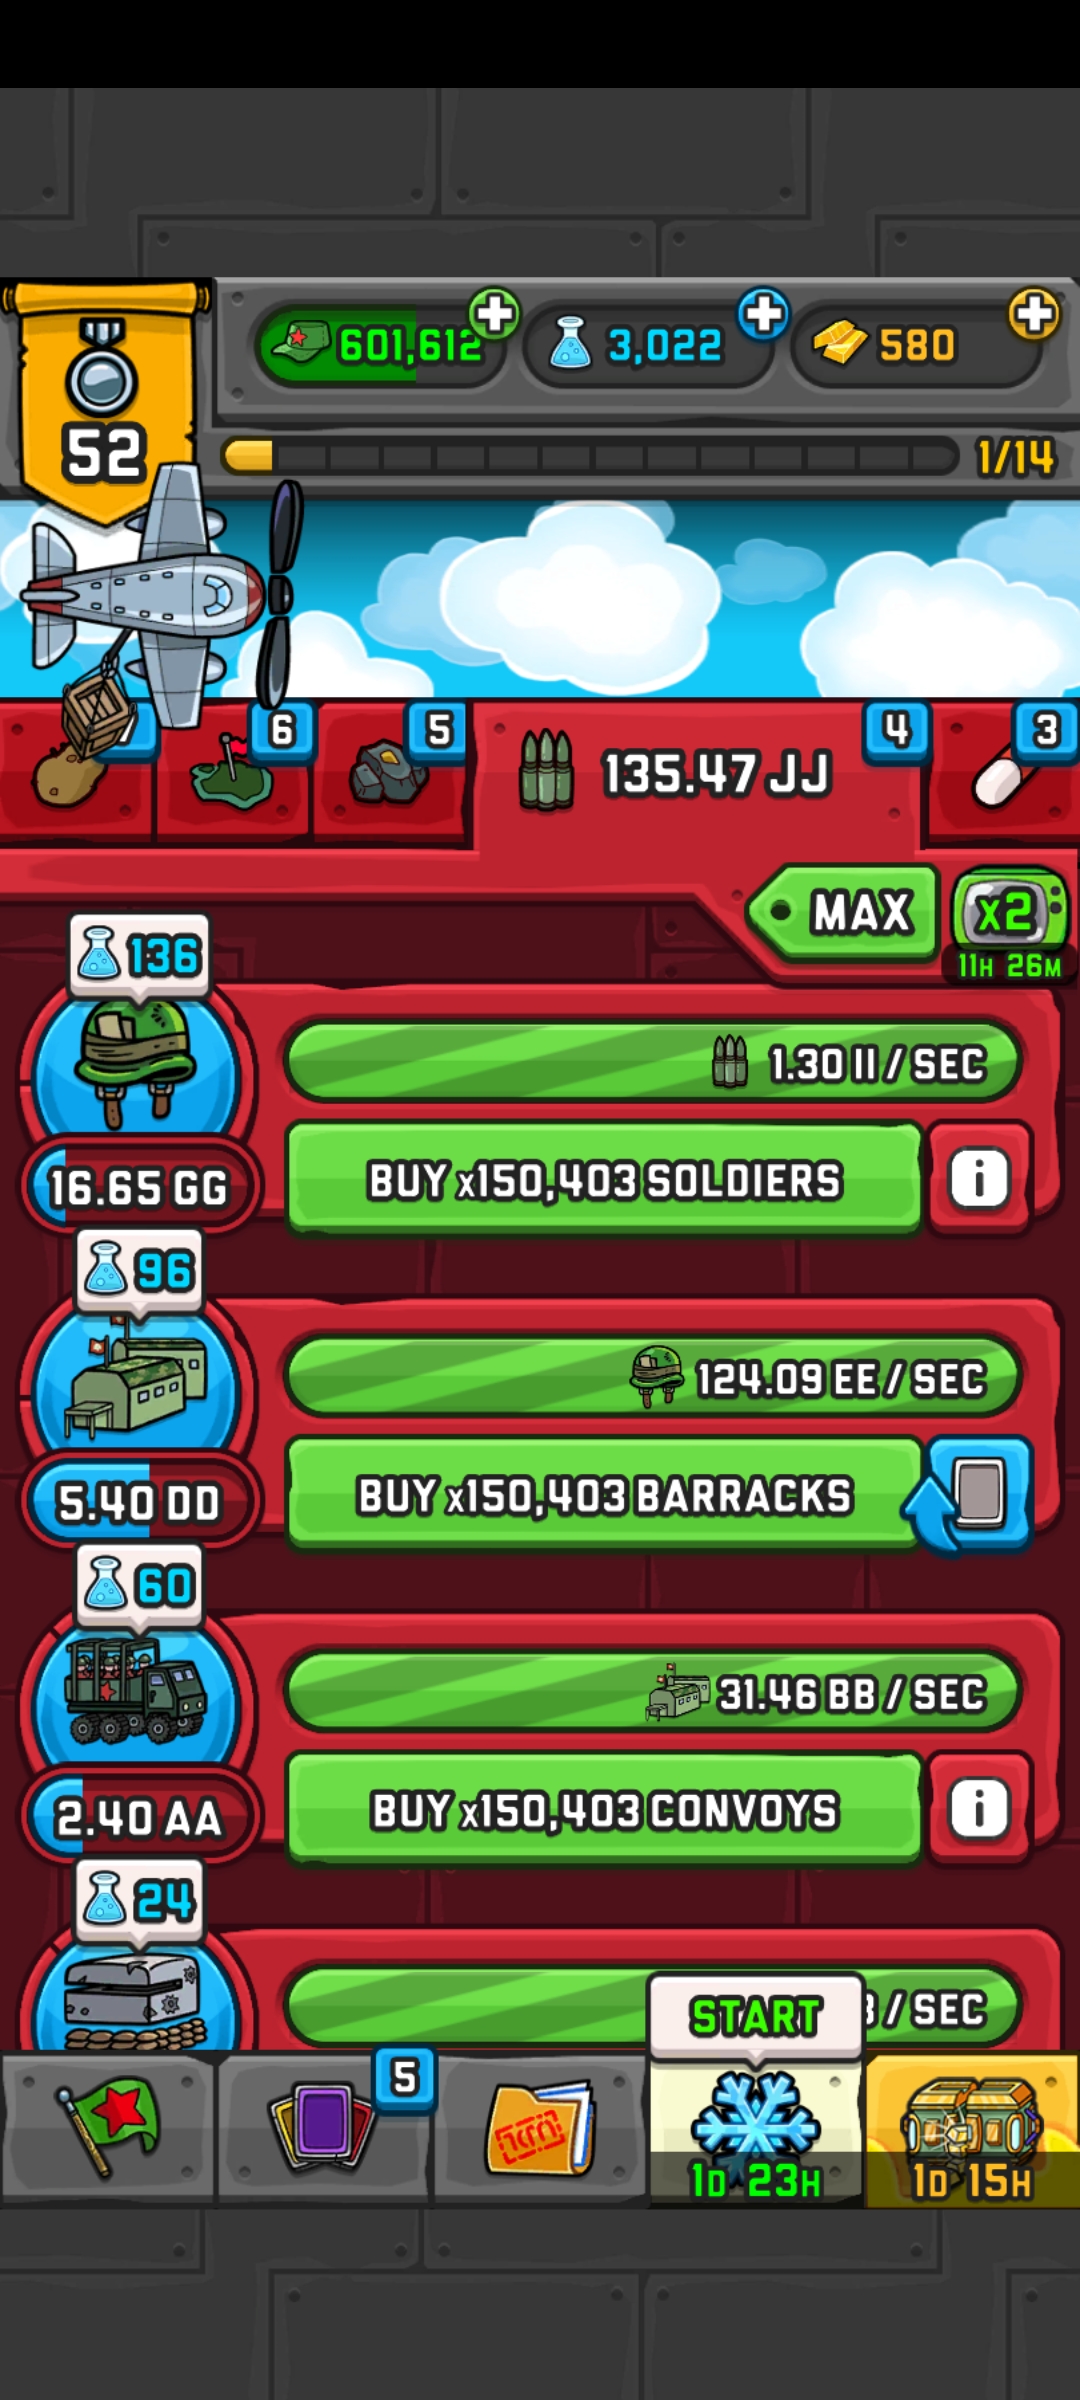 601,612
3,022
580
52
1/14
7
6
5
135.47 JJ
4
3
MAX
x2
11H 26M
136
1.30 II / SEC
16.65 GG
BUY x150,403 SOLDIERS
96
124.09 EE / SEC
5.40 DD
BUY x150,403 BARRACKS
60
31.46 BB / SEC
2.40 AA
BUY x150,403 CONVOYS
24
/ SEC
START
5
1D 23H
1D 15H